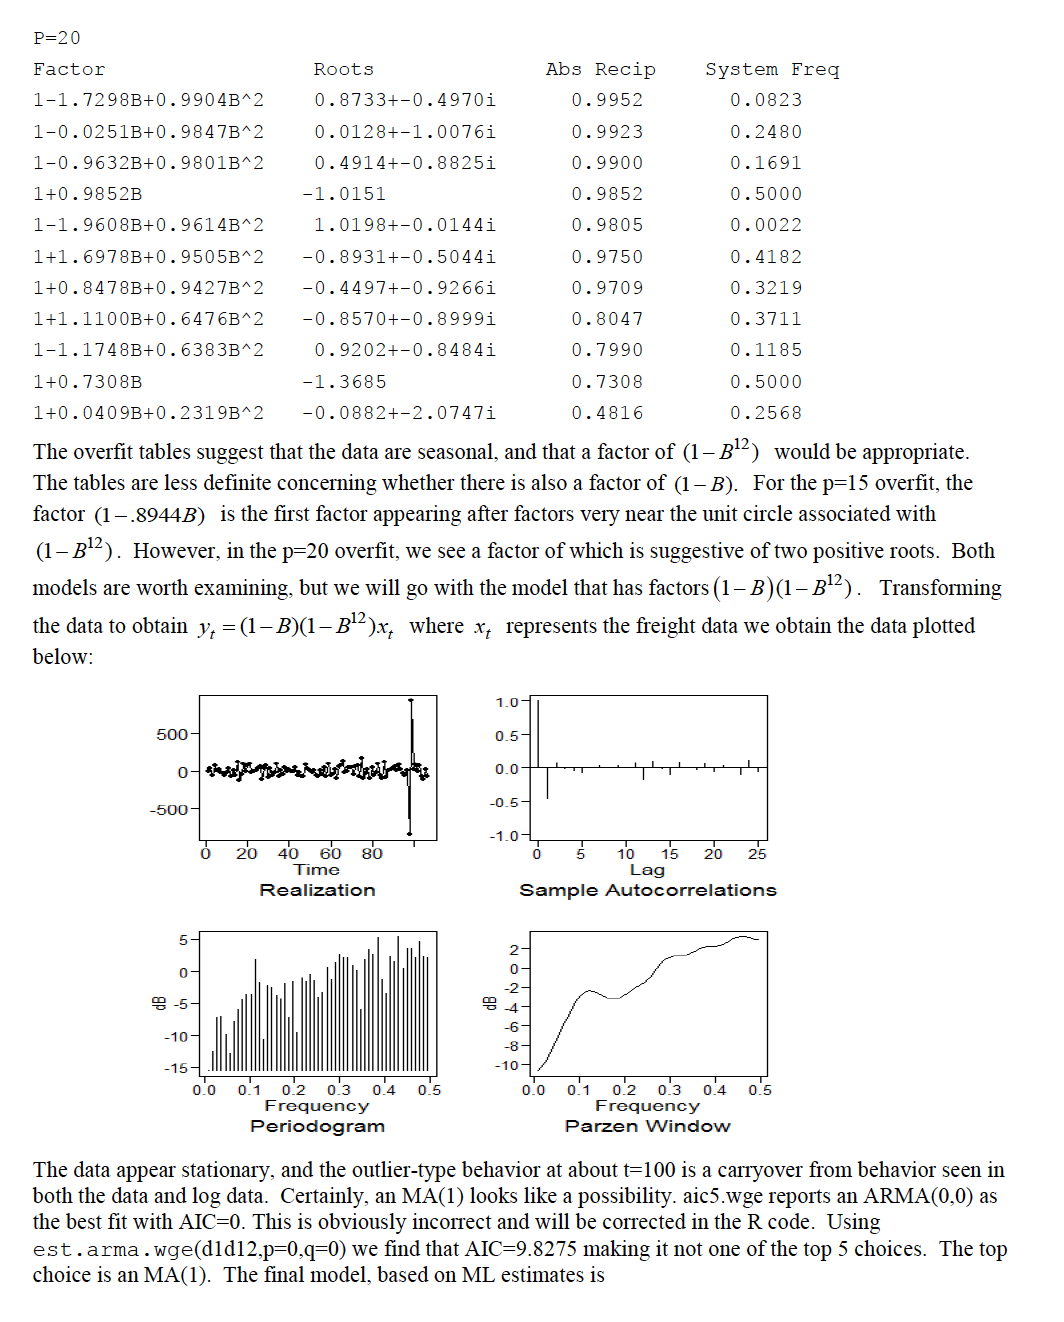 P=20
Factor Roots Abs Recip System Freq
1-1.7298B+0.9904B^2 0.8733+-0.4970i 0.9952 0.0823
1-0.0251B+0.9847B^2 0.0128+-1.0076i 0.9923 0.2480
1-0.9632B+0.9801B^2 0.4914+-0.8825i 0.9900 0.1691
1+0.9852B -1.0151 0.9852 0.5000
1-1.9608B+0.9614B^2 1.0198+-0.0144i 0.9805 0.0022
1+1.6978B+0.9505B^2 -0.8931+-0.5044i 0.9750 0.4182
1+0.8478B+0.9427B^2 -0.4497+-0.9266i 0.9709 0.3219
1+1.1100B+0.6476B^2 -0.8570+-0.8999i 0.8047 0.3711
1-1.1748B+0.6383B^2 0.9202+-0.8484i 0.7990 0.1185
1+0.7308B -1.3685 0.7308 0.5000
1+0.0409B+0.2319B^2 -0.0882+-2.0747i 0.4816 0.2568
The overfit tables suggest that the data are seasonal, and that a factor of (1−B¹²) would be appropriate.
The tables are less definite concerning whether there is also a factor of (1−B). For the p=15 overfit, the
factor (1−.8944B) is the first factor appearing after factors very near the unit circle associated with
(1−B¹²). However, in the p=20 overfit, we see a factor of which is suggestive of two positive roots. Both
models are worth examining, but we will go with the model that has factors (1−B)(1−B¹²). Transforming
the data to obtain yₜ =(1−B)(1−B¹²)xₜ where xₜ represents the freight data we obtain the data plotted
below:
500
0
-500
0 20 40 60 80
Time
Realization
1.0
0.5
0.0
-0.5
-1.0
0 5 10 15 20 25
Lag
Sample Autocorrelations
dB
5
0
-5
-10
-15
0.0 0.1 0.2 0.3 0.4 0.5
Frequency
Periodogram
dB
2
0
-2
-4
-6
-8
-10
0.0 0.1 0.2 0.3 0.4 0.5
Frequency
Parzen Window
The data appear stationary, and the outlier-type behavior at about t=100 is a carryover from behavior seen in
both the data and log data. Certainly, an MA(1) looks like a possibility. aic5.wge reports an ARMA(0,0) as
the best fit with AIC=0. This is obviously incorrect and will be corrected in the R code. Using
est.arma.wge(d1d12,p=0,q=0) we find that AIC=9.8275 making it not one of the top 5 choices. The top
choice is an MA(1). The final model, based on ML estimates is